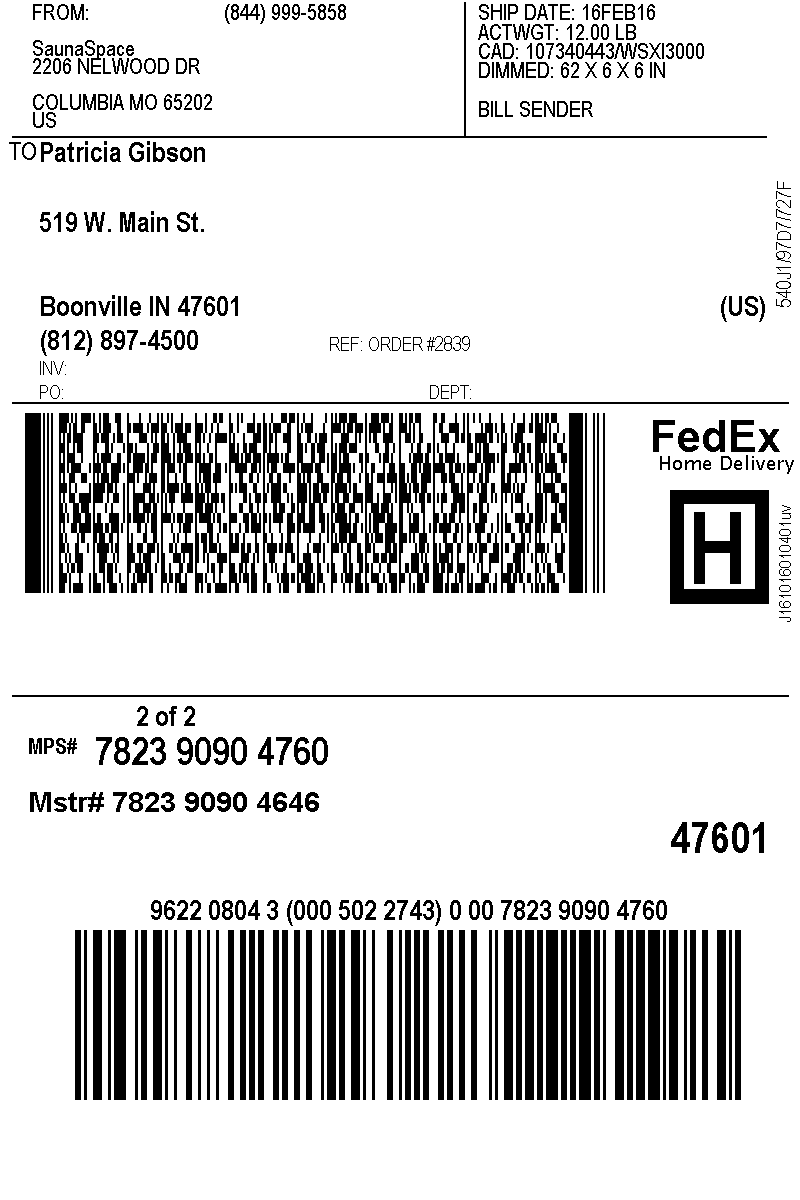 FROM: (844) 999-5858
SaunaSpace
2206 NELWOOD DR
COLUMBIA MO 65202
US
SHIP DATE: 16FEB16
ACTWGT: 12.00 LB
CAD: 107340443/WSXI3000
DIMMED: 62 X 6 X 6 IN
BILL SENDER
TO Patricia Gibson
519 W. Main St.
Boonville IN 47601 (US)
(812) 897-4500 REF: ORDER #2839
INV:
PO: DEPT:
540J1/97D7/727F
FedEx
Home Delivery
H
J161016010401uv
2 of 2
MPS# 7823 9090 4760
Mstr# 7823 9090 4646
47601
9622 0804 3 (000 502 2743) 0 00 7823 9090 4760